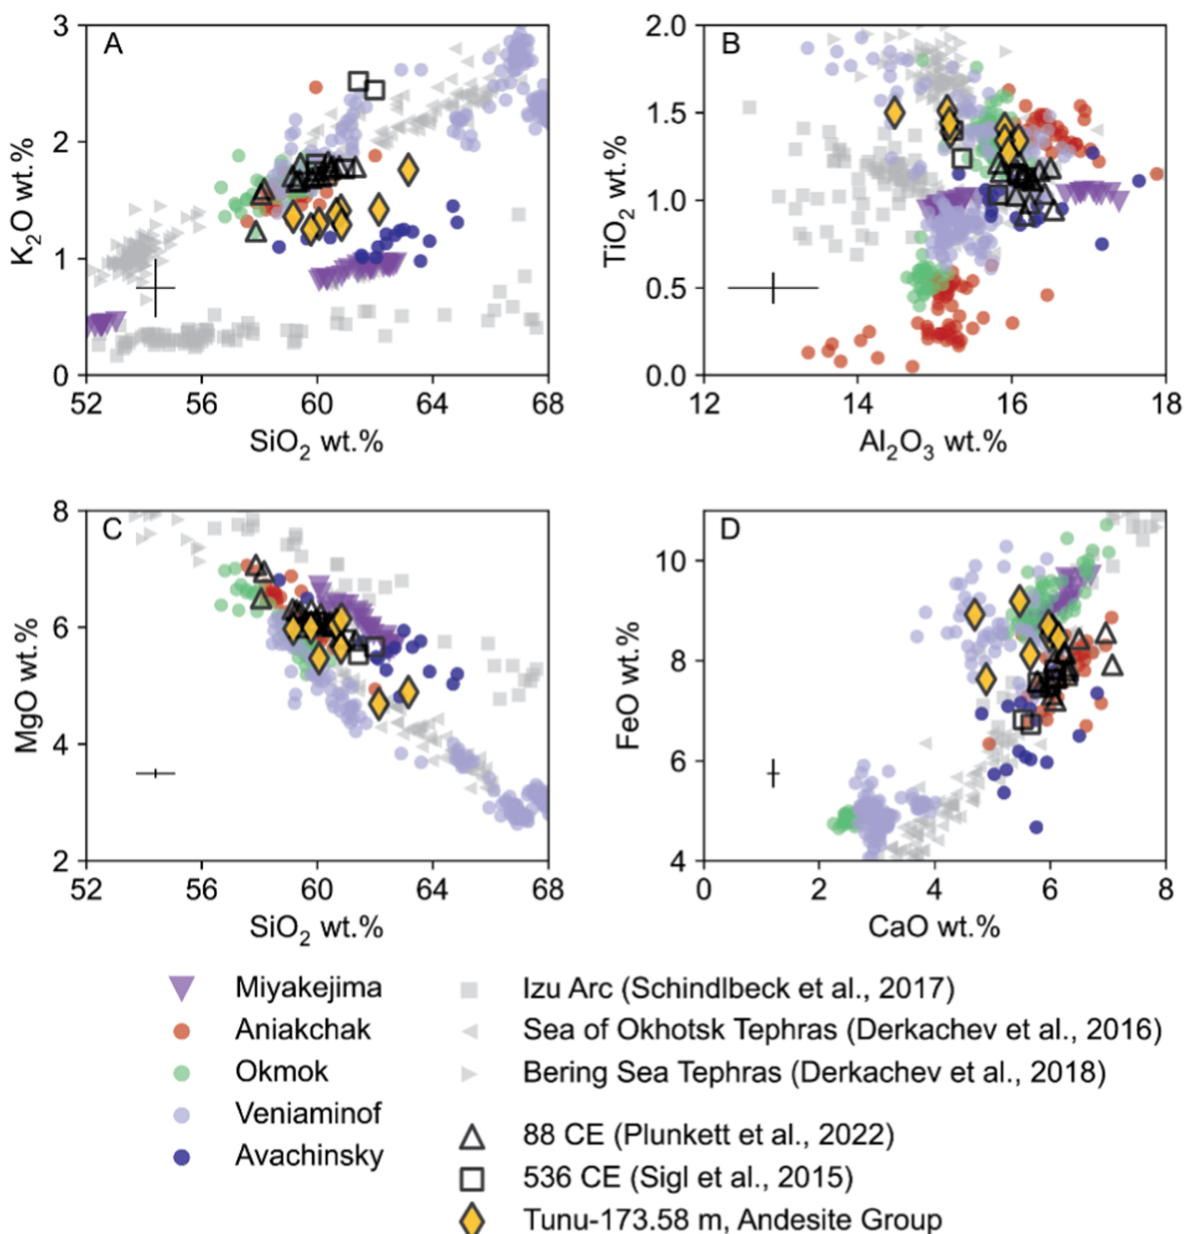 A
K₂O wt.%
3
2
1
0
52 56 60 64 68
SiO₂ wt.%
B
TiO₂ wt.%
2.0
1.5
1.0
0.5
0.0
12 14 16 18
Al₂O₃ wt.%
C
MgO wt.%
8
6
4
2
52 56 60 64 68
SiO₂ wt.%
D
FeO wt.%
10
8
6
4
0 2 4 6 8
CaO wt.%
Miyakejima
Aniakchak
Okmok
Veniaminof
Avachinsky
Izu Arc (Schindlbeck et al., 2017)
Sea of Okhotsk Tephras (Derkachev et al., 2016)
Bering Sea Tephras (Derkachev et al., 2018)
88 CE (Plunkett et al., 2022)
536 CE (Sigl et al., 2015)
Tunu-173.58 m, Andesite Group